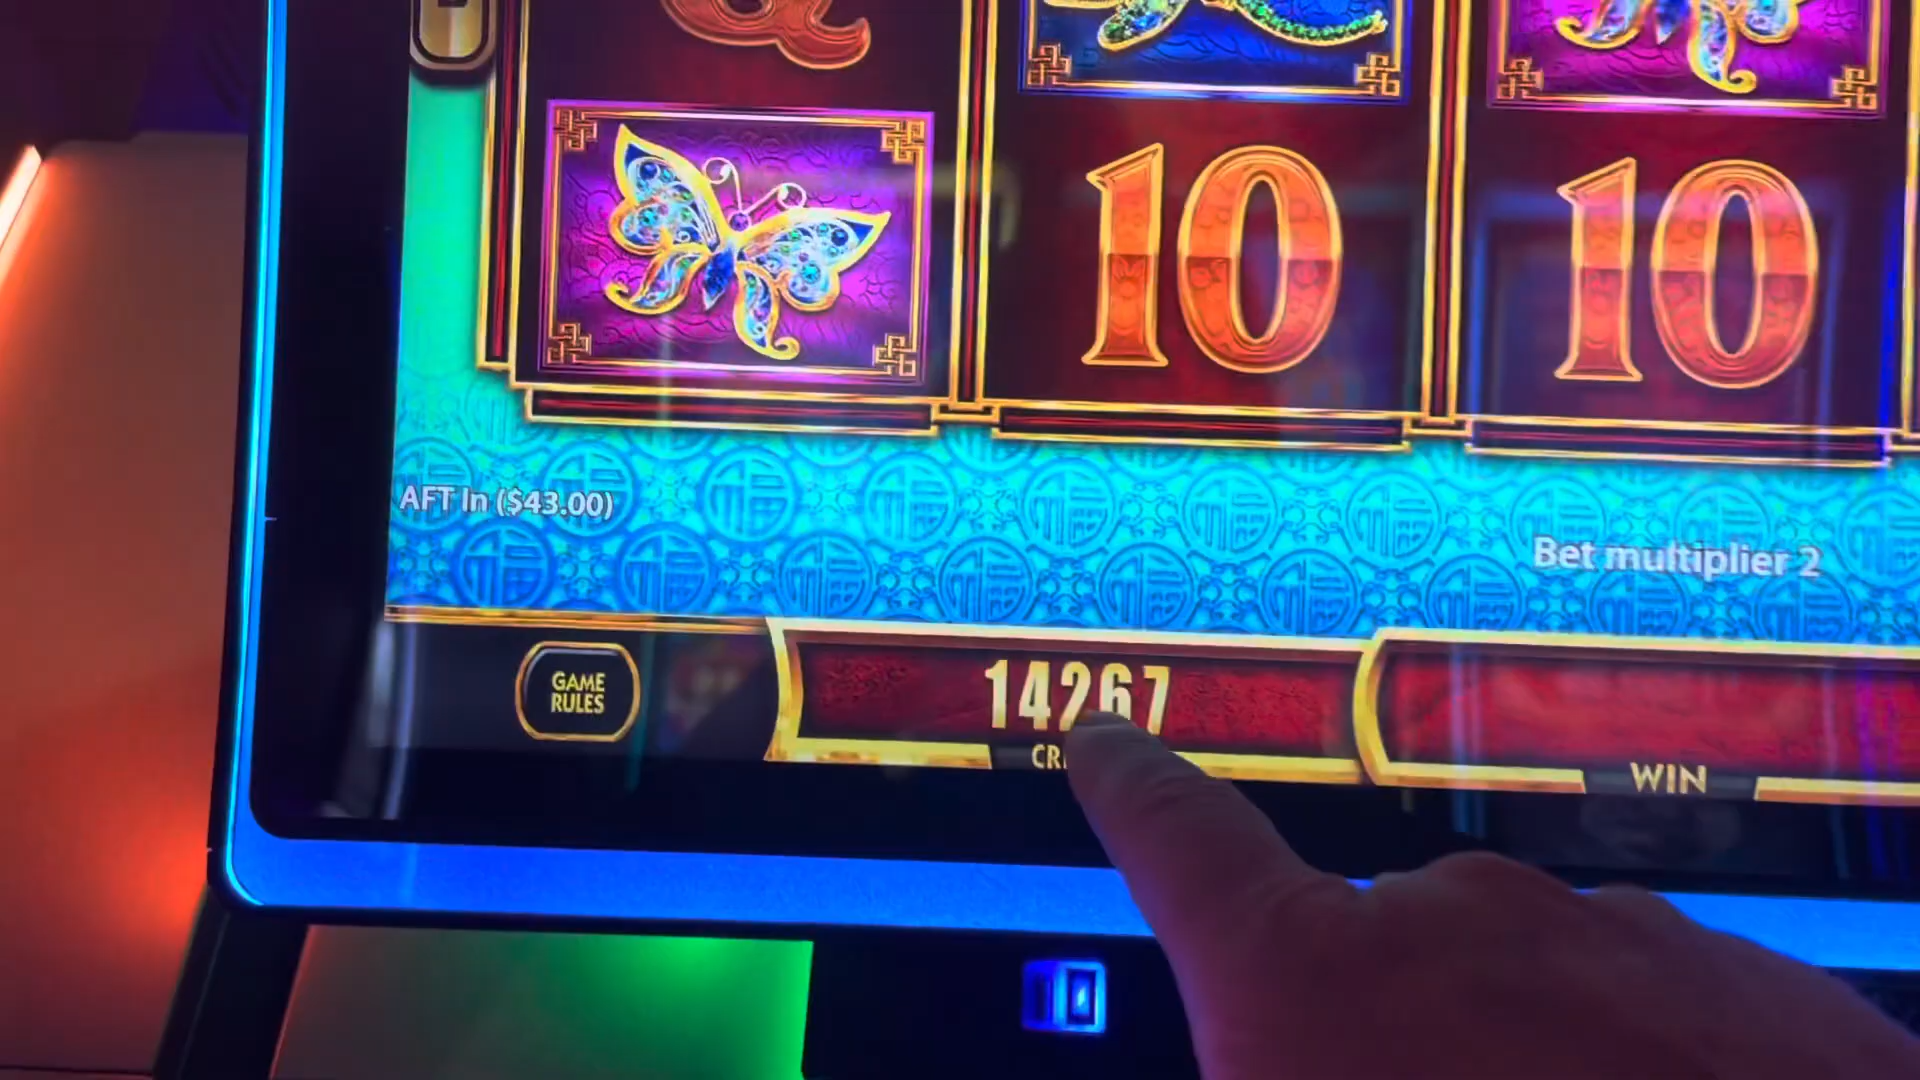 Q
10
10
AFT In ($43.00)
Bet multiplier 2
GAME
RULES
14267
WIN